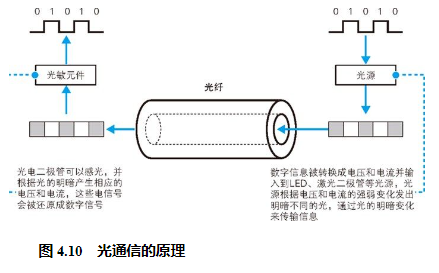 0 1 0 1 0
0 1 0 1 0
光敏元件
光纤
光源
光电二极管可以感光，并
根据光的明暗产生相应的
电压和电流，这些电信号
会被还原成数字信号
数字信息被转换成电压和电流并输
入到LED、激光二极管等光源，光
源根据电压和电流的强弱变化发出
明暗不同的光，通过光的明暗变化
来传输信息
图 4.10 光通信的原理